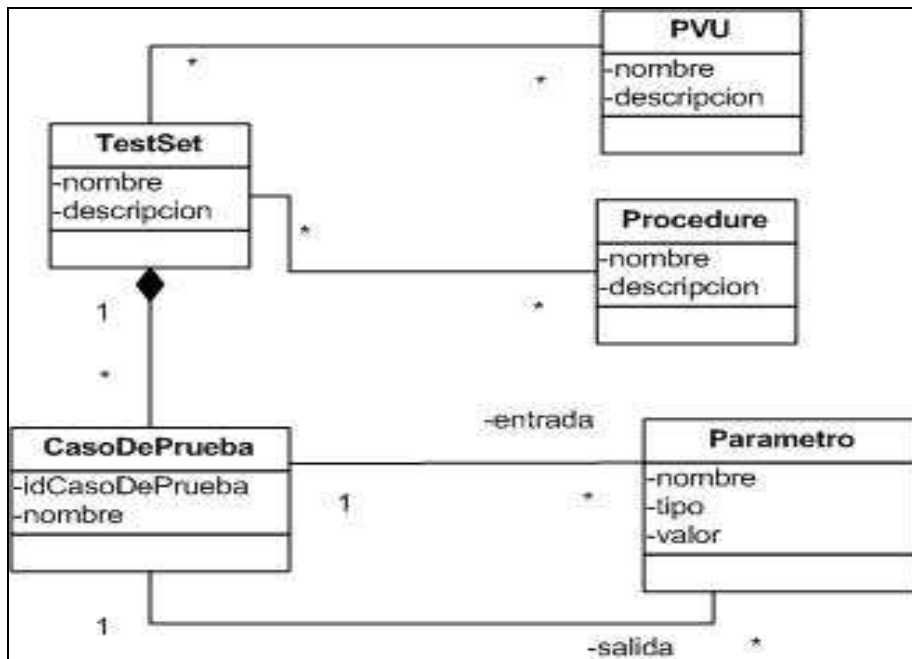 PVU
-nombre
-descripcion
*
*
TestSet
-nombre
-descripcion
*
Procedure
-nombre
-descripcion
*
1
*
CasoDePrueba
-idCasoDePrueba
-nombre
-entrada
1
*
Parametro
-nombre
-tipo
-valor
1
-salida
*